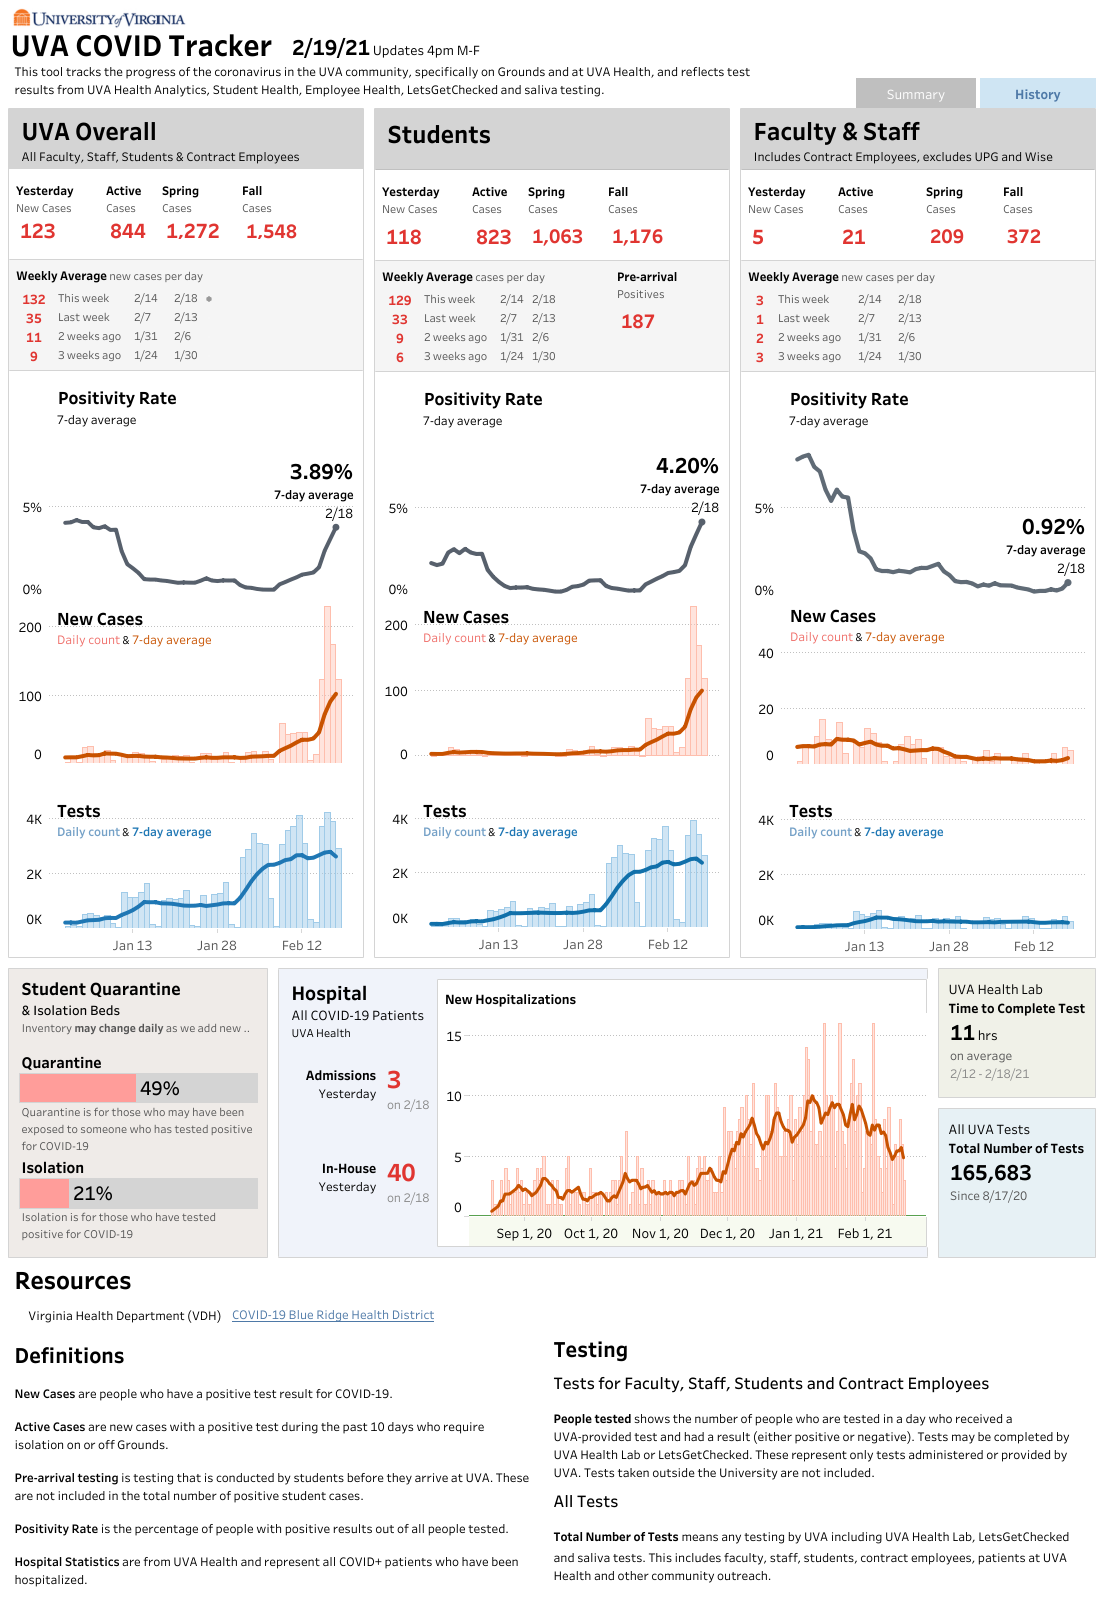 UNIVERSITY of VIRGINIA
UVA COVID Tracker 2/19/21 Updates 4pm M-F
This tool tracks the progress of the coronavirus in the UVA community, specifically on Grounds and at UVA Health, and reflects test
results from UVA Health Analytics, Student Health, Employee Health, LetsGetChecked and saliva testing.
Summary
History
UVA Overall
All Faculty, Staff, Students & Contract Employees
Yesterday Active Spring Fall
New Cases Cases Cases Cases
123 844 1,272 1,548
Weekly Average new cases per day
132 This week 2/14 2/18
35 Last week 2/7 2/13
11 2 weeks ago 1/31 2/6
9 3 weeks ago 1/24 1/30
Positivity Rate
7-day average
3.89%
7-day average
2/18
5%
0%
New Cases
Daily count & 7-day average
200
100
0
Tests
Daily count & 7-day average
4K
2K
0K
Jan 13 Jan 28 Feb 12
Students
Yesterday Active Spring Fall
New Cases Cases Cases Cases
118 823 1,063 1,176
Weekly Average cases per day
129 This week 2/14 2/18
33 Last week 2/7 2/13
9 2 weeks ago 1/31 2/6
6 3 weeks ago 1/24 1/30
Pre-arrival
Positives
187
Positivity Rate
7-day average
4.20%
7-day average
2/18
5%
0%
New Cases
Daily count & 7-day average
200
100
0
Tests
Daily count & 7-day average
4K
2K
0K
Jan 13 Jan 28 Feb 12
Faculty & Staff
Includes Contract Employees, excludes UPG and Wise
Yesterday Active Spring Fall
New Cases Cases Cases Cases
5 21 209 372
Weekly Average new cases per day
3 This week 2/14 2/18
1 Last week 2/7 2/13
2 2 weeks ago 1/31 2/6
3 3 weeks ago 1/24 1/30
Positivity Rate
7-day average
5%
0.92%
7-day average
2/18
0%
New Cases
Daily count & 7-day average
40
20
0
Tests
Daily count & 7-day average
4K
2K
0K
Jan 13 Jan 28 Feb 12
Student Quarantine
& Isolation Beds
Inventory may change daily as we add new ..
Quarantine
49%
Quarantine is for those who may have been
exposed to someone who has tested positive
for COVID-19
Isolation
21%
Isolation is for those who have tested
positive for COVID-19
Hospital
All COVID-19 Patients
UVA Health
Admissions 3
Yesterday
on 2/18
In-House 40
Yesterday
on 2/18
New Hospitalizations
15
10
5
0
Sep 1, 20 Oct 1, 20 Nov 1, 20 Dec 1, 20 Jan 1, 21 Feb 1, 21
UVA Health Lab
Time to Complete Test
11 hrs
on average
2/12 - 2/18/21
All UVA Tests
Total Number of Tests
165,683
Since 8/17/20
Resources
Virginia Health Department (VDH) COVID-19 Blue Ridge Health District
Definitions
New Cases are people who have a positive test result for COVID-19.
Active Cases are new cases with a positive test during the past 10 days who require
isolation on or off Grounds.
Pre-arrival testing is testing that is conducted by students before they arrive at UVA. These
are not included in the total number of positive student cases.
Positivity Rate is the percentage of people with positive results out of all people tested.
Hospital Statistics are from UVA Health and represent all COVID+ patients who have been
hospitalized.
Testing
Tests for Faculty, Staff, Students and Contract Employees
People tested shows the number of people who are tested in a day who received a
UVA-provided test and had a result (either positive or negative). Tests may be completed by
UVA Health Lab or LetsGetChecked. These represent only tests administered or provided by
UVA. Tests taken outside the University are not included.
All Tests
Total Number of Tests means any testing by UVA including UVA Health Lab, LetsGetChecked
and saliva tests. This includes faculty, staff, students, contract employees, patients at UVA
Health and other community outreach.